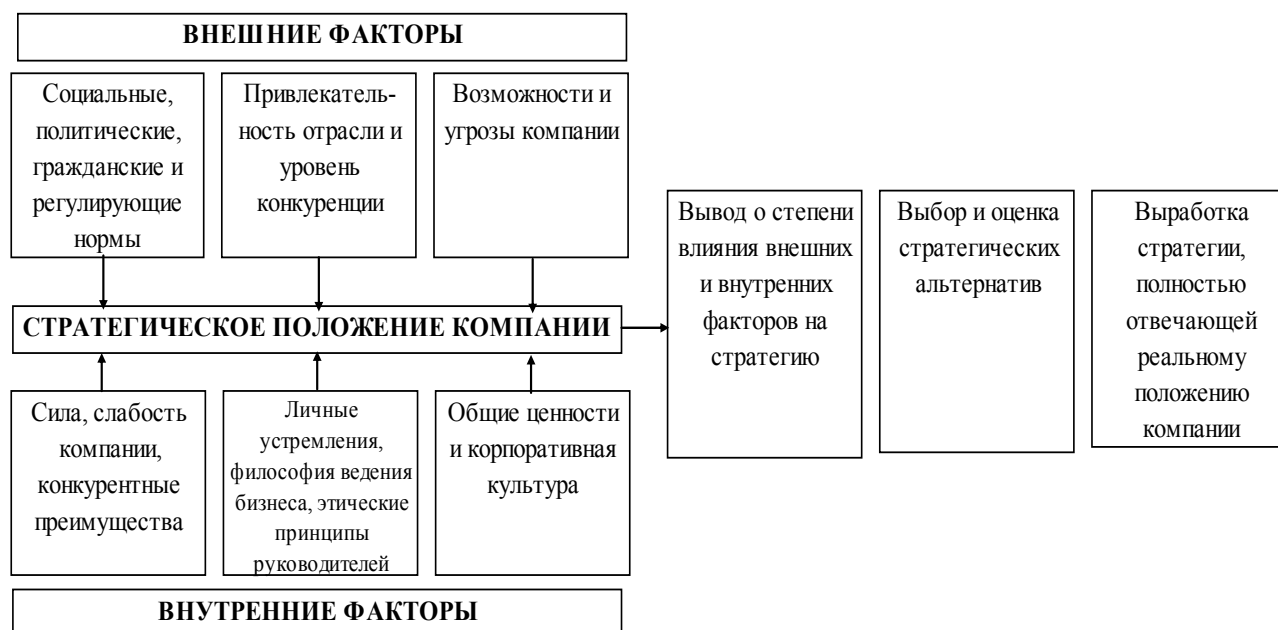 ВНЕШНИЕ ФАКТОРЫ
Социальные,
политические,
гражданские и
регулирующие
нормы
Привлекатель-
ность отрасли и
уровень
конкуренции
Возможности и
угрозы компании
СТРАТЕГИЧЕСКОЕ ПОЛОЖЕНИЕ КОМПАНИИ
Сила, слабость
компании,
конкурентные
преимущества
Личные
устремления,
философия ведения
бизнеса, этические
принципы
руководителей
Общие ценности
и корпоративная
культура
ВНУТРЕННИЕ ФАКТОРЫ
Вывод о степени
влияния внешних
и внутренних
факторов на
стратегию
Выбор и оценка
стратегических
альтернатив
Выработка
стратегии,
полностью
отвечающей
реальному
положению
компании